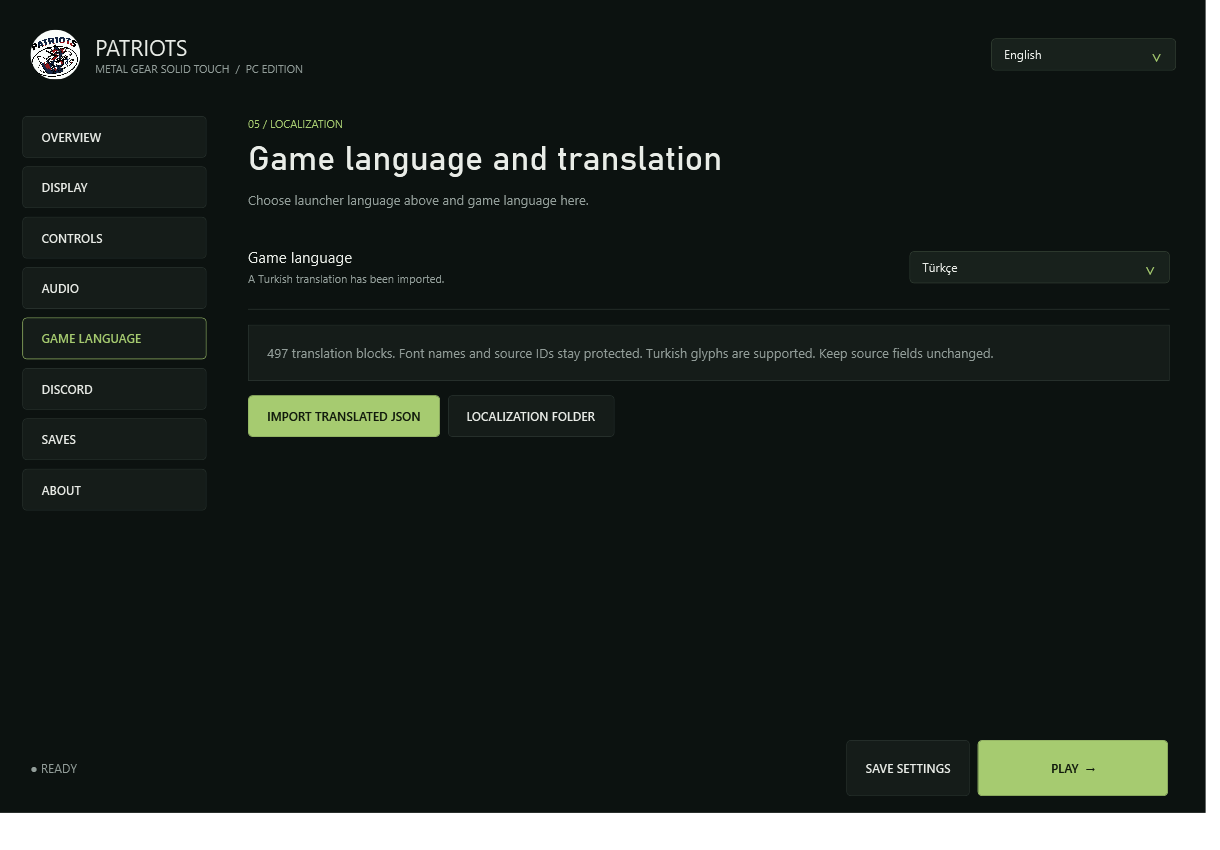 PATRIOTS
PATRIOTS
METAL GEAR SOLID TOUCH / PC EDITION
English
OVERVIEW
DISPLAY
CONTROLS
AUDIO
GAME LANGUAGE
DISCORD
SAVES
ABOUT
05 / LOCALIZATION
Game language and translation
Choose launcher language above and game language here.
Game language
A Turkish translation has been imported.
Türkçe
497 translation blocks. Font names and source IDs stay protected. Turkish glyphs are supported. Keep source fields unchanged.
IMPORT TRANSLATED JSON
LOCALIZATION FOLDER
● READY
SAVE SETTINGS
PLAY →